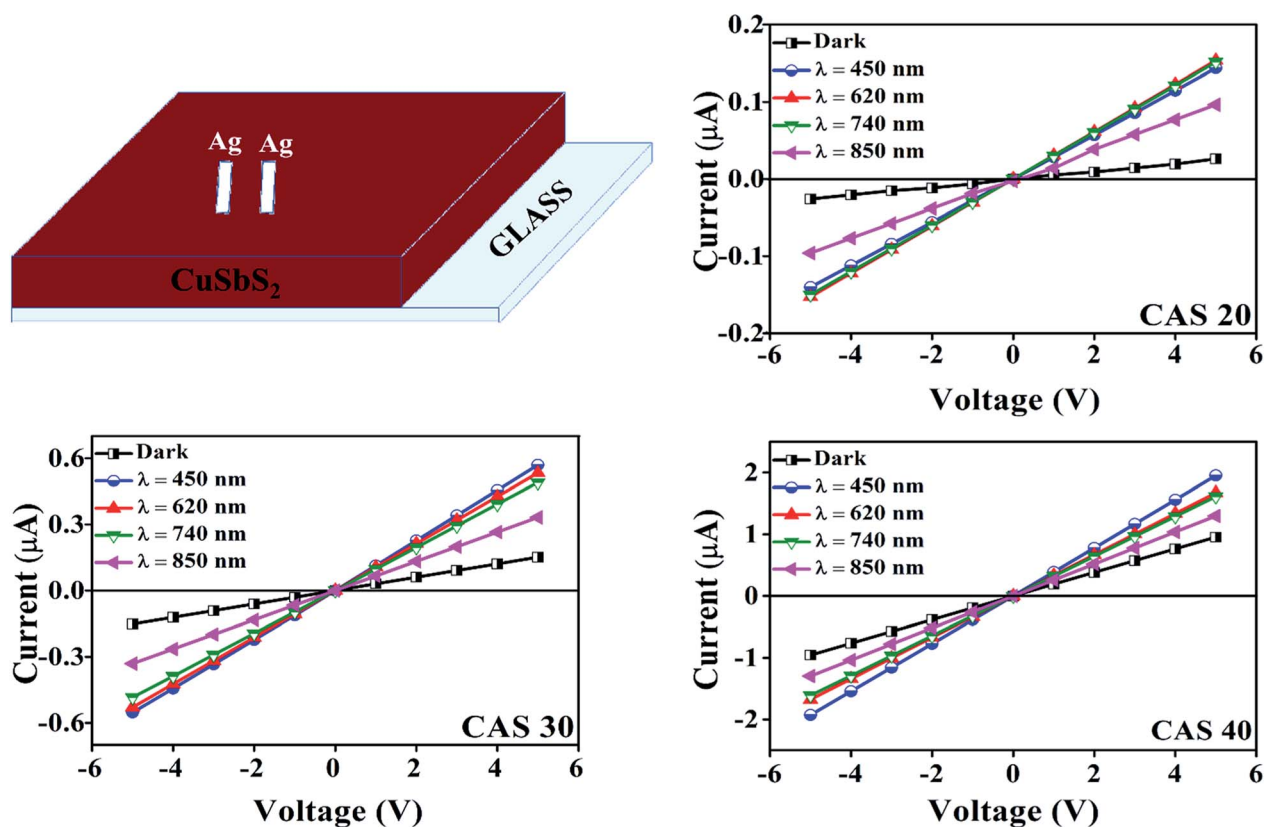 Ag
Ag
CuSbS₂
GLASS
0.2
0.1
0.0
-0.1
-0.2
Current (μA)
Dark
λ = 450 nm
λ = 620 nm
λ = 740 nm
λ = 850 nm
CAS 20
-6 -4 -2 0 2 4 6
Voltage (V)
0.6
0.3
0.0
-0.3
-0.6
Current (μA)
Dark
λ = 450 nm
λ = 620 nm
λ = 740 nm
λ = 850 nm
CAS 30
-6 -4 -2 0 2 4 6
Voltage (V)
2
1
0
-1
-2
Current (μA)
Dark
λ = 450 nm
λ = 620 nm
λ = 740 nm
λ = 850 nm
CAS 40
-6 -4 -2 0 2 4 6
Voltage (V)